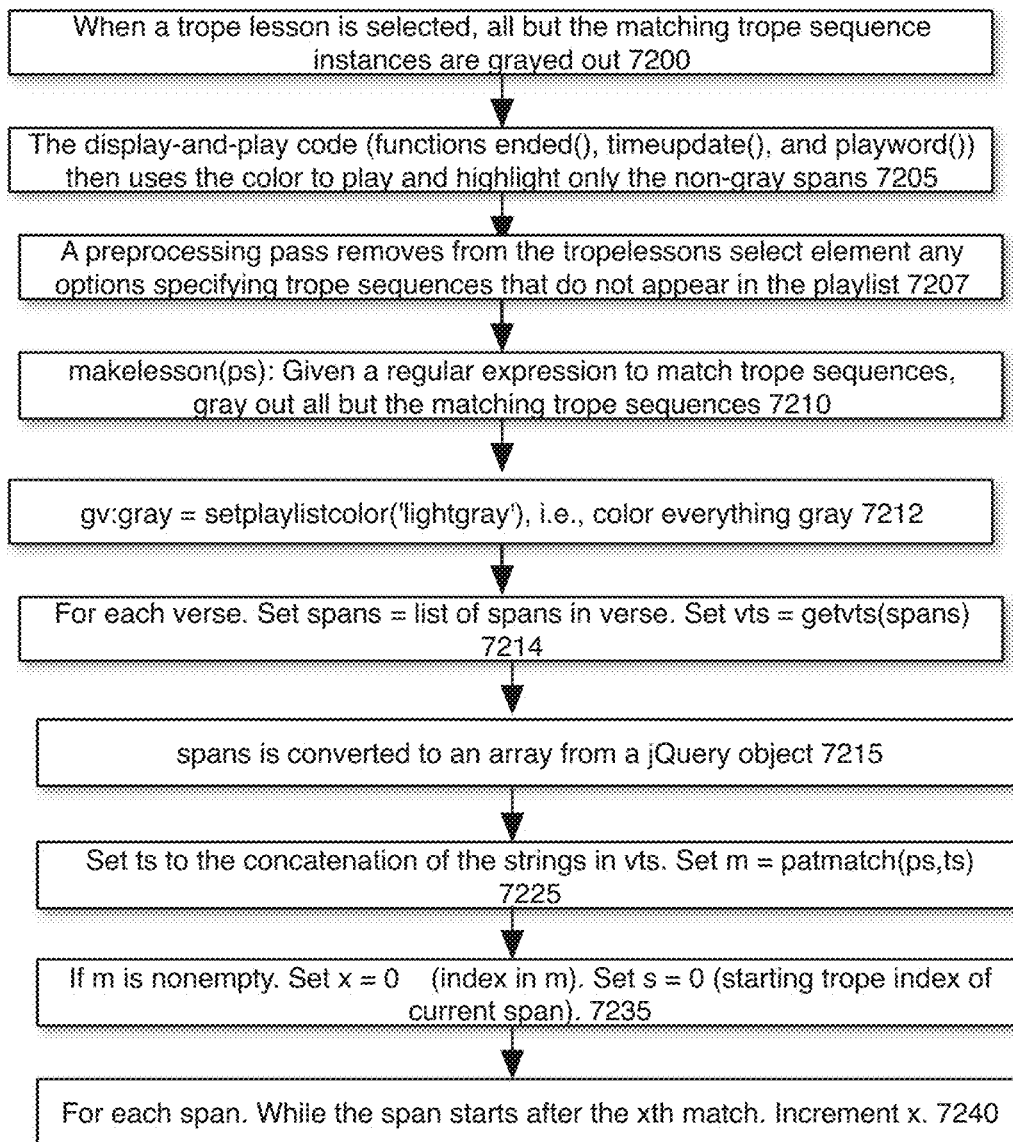 When a trope lesson is selected, all but the matching trope sequence
instances are grayed out 7200
The display-and-play code (functions ended(), timeupdate(), and playword())
then uses the color to play and highlight only the non-gray spans 7205
A preprocessing pass removes from the tropelessons select element any
options specifying trope sequences that do not appear in the playlist 7207
makelesson(ps): Given a regular expression to match trope sequences,
gray out all but the matching trope sequences 7210
gv:gray = setplaylistcolor('lightgray'), i.e., color everything gray 7212
For each verse. Set spans = list of spans in verse. Set vts = getvts(spans)
7214
spans is converted to an array from a jQuery object 7215
Set ts to the concatenation of the strings in vts. Set m = patmatch(ps,ts)
7225
If m is nonempty. Set x = 0 (index in m). Set s = 0 (starting trope index of
current span). 7235
For each span. While the span starts after the xth match. Increment x. 7240